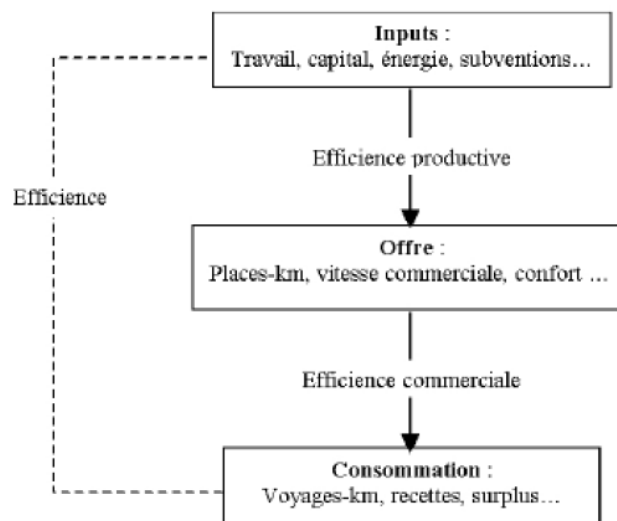 Inputs :
Travail, capital, énergie, subventions…
Efficience productive
Efficience
Offre :
Places-km, vitesse commerciale, confort …
Efficience commerciale
Consommation :
Voyages-km, recettes, surplus…